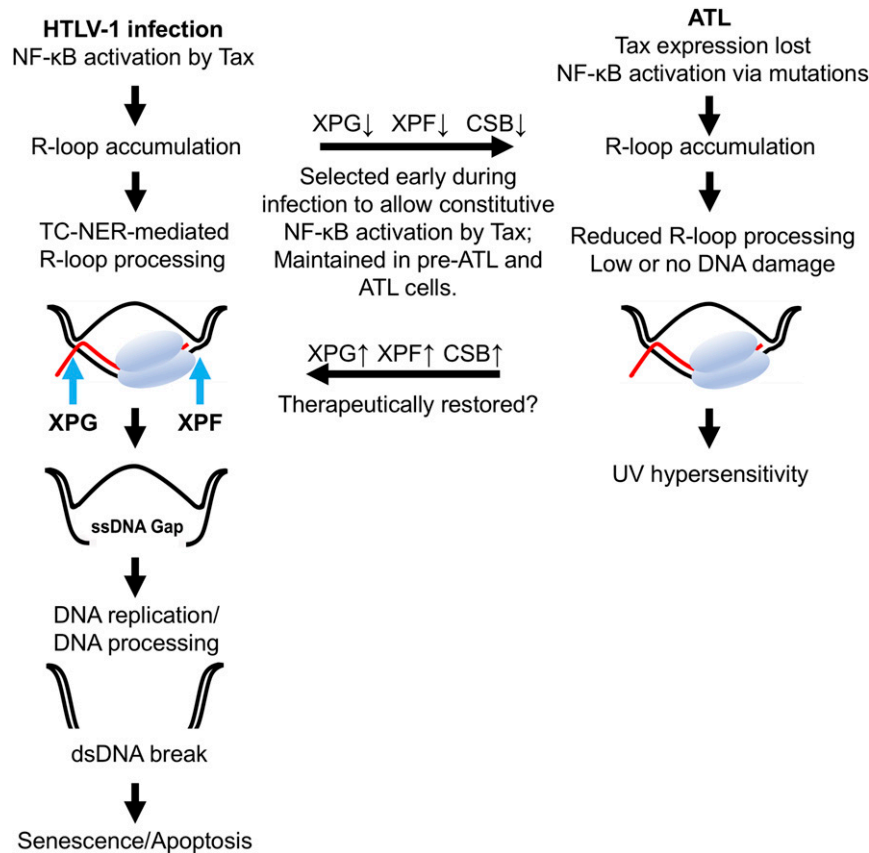 HTLV-1 infection
NF-κB activation by Tax
R-loop accumulation
TC-NER-mediated
R-loop processing
XPG
XPF
ssDNA Gap
DNA replication/
DNA processing
dsDNA break
Senescence/Apoptosis
XPG↓ XPF↓ CSB↓
Selected early during
infection to allow constitutive
NF-κB activation by Tax;
Maintained in pre-ATL and
ATL cells.
XPG↑ XPF↑ CSB↑
Therapeutically restored?
ATL
Tax expression lost
NF-κB activation via mutations
R-loop accumulation
Reduced R-loop processing
Low or no DNA damage
UV hypersensitivity